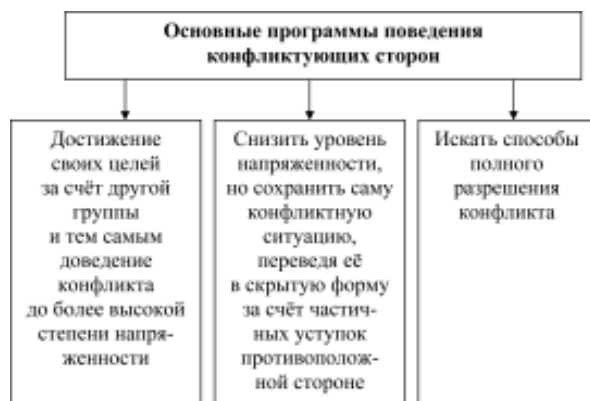 Основные программы поведения
конфликтующих сторон
Достижение
своих целей
за счёт другой
группы
и тем самым
доведение
конфликта
до более высокой
степени напря-
женности
Снизить уровень
напряженности,
но сохранить саму
конфликтную
ситуацию,
переведя её
в скрытую форму
за счёт частич-
ных уступок
противополож-
ной стороне
Искать способы
полного
разрешения
конфликта